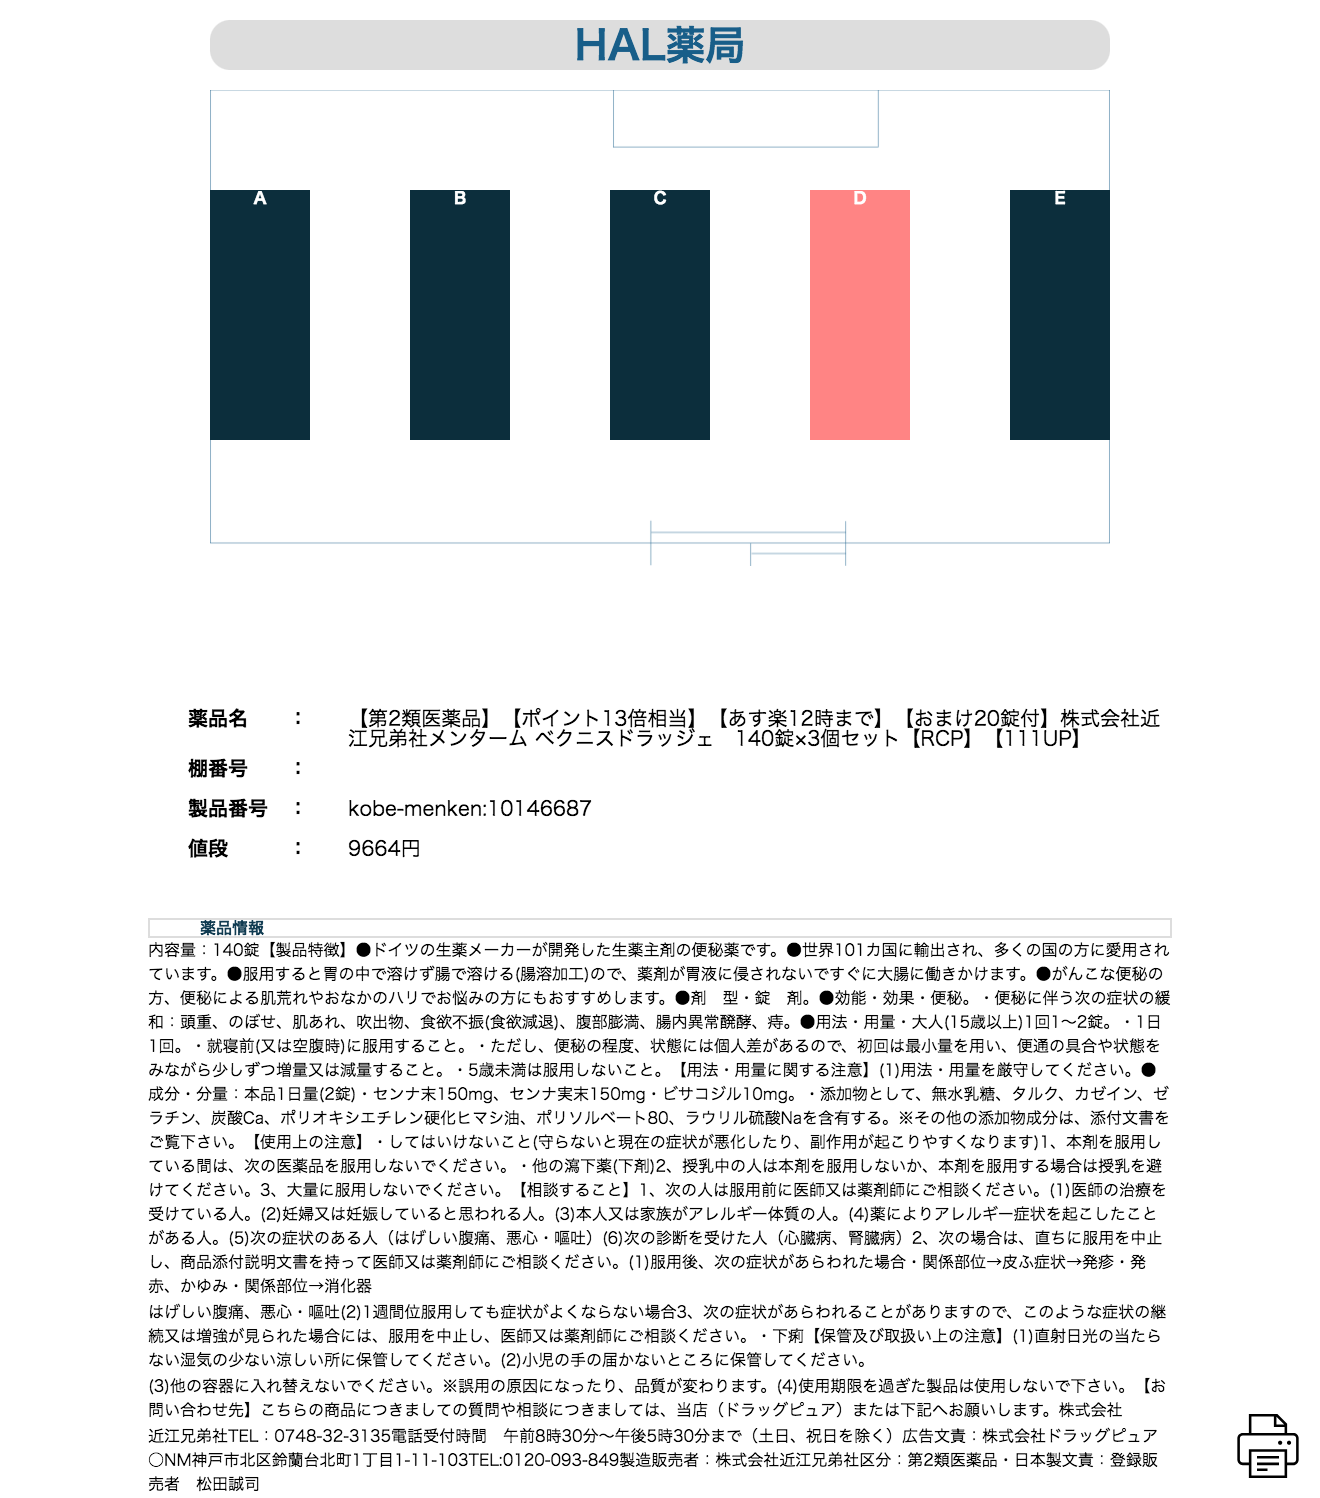 HAL薬局
A
B
C
D
E
薬品名 ： 【第2類医薬品】【ポイント13倍相当】【あす楽12時まで】【おまけ20錠付】株式会社近
江兄弟社メンターム ベクニスドラッジェ　140錠×3個セット【RCP】【111UP】
棚番号 ：
製品番号 ： kobe-menken:10146687
値段 ： 9664円
薬品情報
内容量：140錠【製品特徴】●ドイツの生薬メーカーが開発した生薬主剤の便秘薬です。●世界101カ国に輸出され、多くの国の方に愛用され
ています。●服用すると胃の中で溶けず腸で溶ける(腸溶加工)ので、薬剤が胃液に侵されないですぐに大腸に働きかけます。●がんこな便秘の
方、便秘による肌荒れやおなかのハリでお悩みの方にもおすすめします。●剤　型・錠　剤。●効能・効果・便秘。・便秘に伴う次の症状の緩
和：頭重、のぼせ、肌あれ、吹出物、食欲不振(食欲減退)、腹部膨満、腸内異常醗酵、痔。●用法・用量・大人(15歳以上)1回1～2錠。・1日
1回。・就寝前(又は空腹時)に服用すること。・ただし、便秘の程度、状態には個人差があるので、初回は最小量を用い、便通の具合や状態を
みながら少しずつ増量又は減量すること。・5歳未満は服用しないこと。【用法・用量に関する注意】(1)用法・用量を厳守してください。●
成分・分量：本品1日量(2錠)・センナ末150mg、センナ実末150mg・ビサコジル10mg。・添加物として、無水乳糖、タルク、カゼイン、ゼ
ラチン、炭酸Ca、ポリオキシエチレン硬化ヒマシ油、ポリソルベート80、ラウリル硫酸Naを含有する。※その他の添加物成分は、添付文書を
ご覧下さい。【使用上の注意】・してはいけないこと(守らないと現在の症状が悪化したり、副作用が起こりやすくなります)1、本剤を服用し
ている間は、次の医薬品を服用しないでください。・他の瀉下薬(下剤)2、授乳中の人は本剤を服用しないか、本剤を服用する場合は授乳を避
けてください。3、大量に服用しないでください。【相談すること】1、次の人は服用前に医師又は薬剤師にご相談ください。(1)医師の治療を
受けている人。(2)妊婦又は妊娠していると思われる人。(3)本人又は家族がアレルギー体質の人。(4)薬によりアレルギー症状を起こしたこと
がある人。(5)次の症状のある人（はげしい腹痛、悪心・嘔吐）(6)次の診断を受けた人（心臓病、腎臓病）2、次の場合は、直ちに服用を中止
し、商品添付説明文書を持って医師又は薬剤師にご相談ください。(1)服用後、次の症状があらわれた場合・関係部位→皮ふ症状→発疹・発
赤、かゆみ・関係部位→消化器
はげしい腹痛、悪心・嘔吐(2)1週間位服用しても症状がよくならない場合3、次の症状があらわれることがありますので、このような症状の継
続又は増強が見られた場合には、服用を中止し、医師又は薬剤師にご相談ください。・下痢【保管及び取扱い上の注意】(1)直射日光の当たら
ない湿気の少ない涼しい所に保管してください。(2)小児の手の届かないところに保管してください。
(3)他の容器に入れ替えないでください。※誤用の原因になったり、品質が変わります。(4)使用期限を過ぎた製品は使用しないで下さい。【お
問い合わせ先】こちらの商品につきましての質問や相談につきましては、当店（ドラッグピュア）または下記へお願いします。株式会社
近江兄弟社TEL：0748-32-3135電話受付時間　午前8時30分～午後5時30分まで（土日、祝日を除く）広告文責：株式会社ドラッグピュア
○NM神戸市北区鈴蘭台北町1丁目1-11-103TEL:0120-093-849製造販売者：株式会社近江兄弟社区分：第2類医薬品・日本製文責：登録販
売者　松田誠司